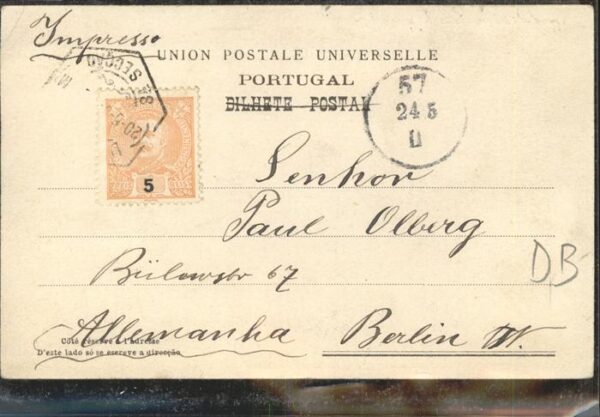 Impresso
UNION POSTALE UNIVERSELLE
PORTUGAL
BILHETE POSTAL
SECÇÃO
57
24 5
D
5
Senhor
Paul Olberg
Bülowstr 67
Allemanha Berlin W.
Côté réservé à l'adresse
D'este lado só se escreve a direcção
DB